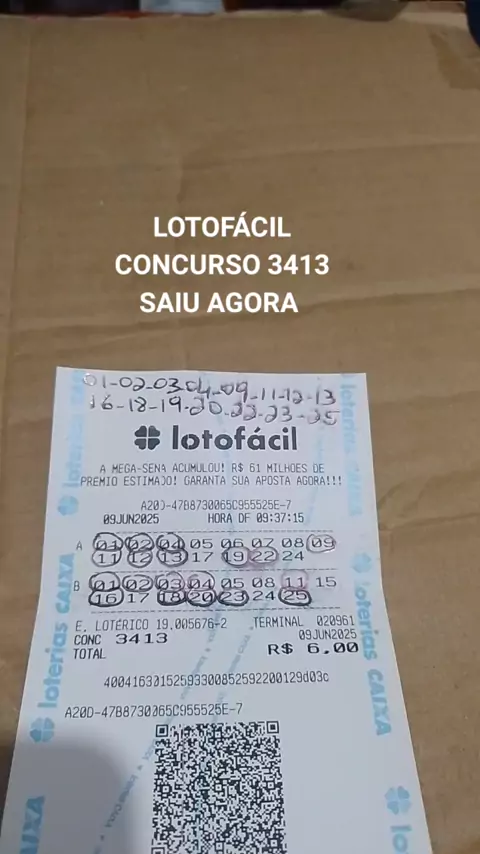 LOTOFÁCIL
CONCURSO 3413
SAIU AGORA
01-02-03-04-09-11-12-13
16-18-19-20-22-23-25
lotofácil
A MEGA-SENA ACUMULOU! R$ 61 MILHOES DE
PREMIO ESTIMADO! GARANTA SUA APOSTA AGORA!!!
A20D-47B8730065C955525E-7
09JUN2025 HORA DF 09:37:15
A 01 02 04 05 06 07 08 09
11 12 13 17 19 22 24
B 01 02 03 04 05 08 11 15
16 17 18 20 23 24 25
E. LOTÉRICO 19.005676-2 TERMINAL 020961
CONC 3413 09JUN2025
TOTAL R$ 6,00
4004163015259330085259220 0129d03c
A20D-47B8730065C955525E-7
loterias CAIXA
loterias CAIXA